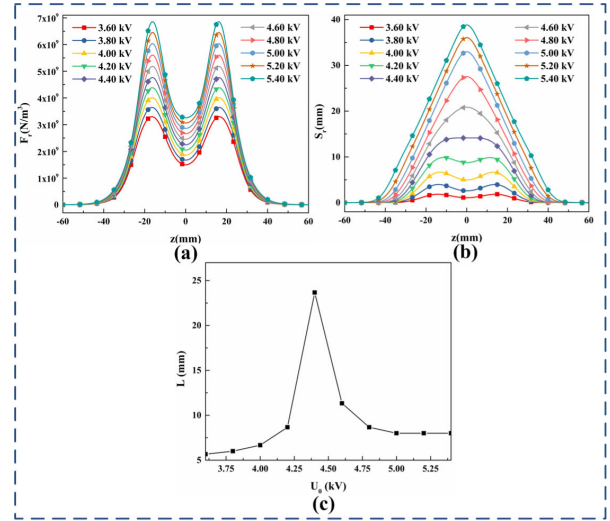 7x10⁹
6x10⁹
5x10⁹
4x10⁹
3x10⁹
2x10⁹
1x10⁹
0
F_r(N/m³)
3.60 kV
3.80 kV
4.00 kV
4.20 kV
4.40 kV
4.60 kV
4.80 kV
5.00 kV
5.20 kV
5.40 kV
-60 -40 -20 0 20 40 60
z(mm)
(a)
40
30
20
10
0
S_r(mm)
3.60 kV
3.80 kV
4.00 kV
4.20 kV
4.40 kV
4.60 kV
4.80 kV
5.00 kV
5.20 kV
5.40 kV
-60 -40 -20 0 20 40 60
z(mm)
(b)
25
20
15
10
5
L (mm)
3.75 4.00 4.25 4.50 4.75 5.00 5.25
U₀ (kV)
(c)